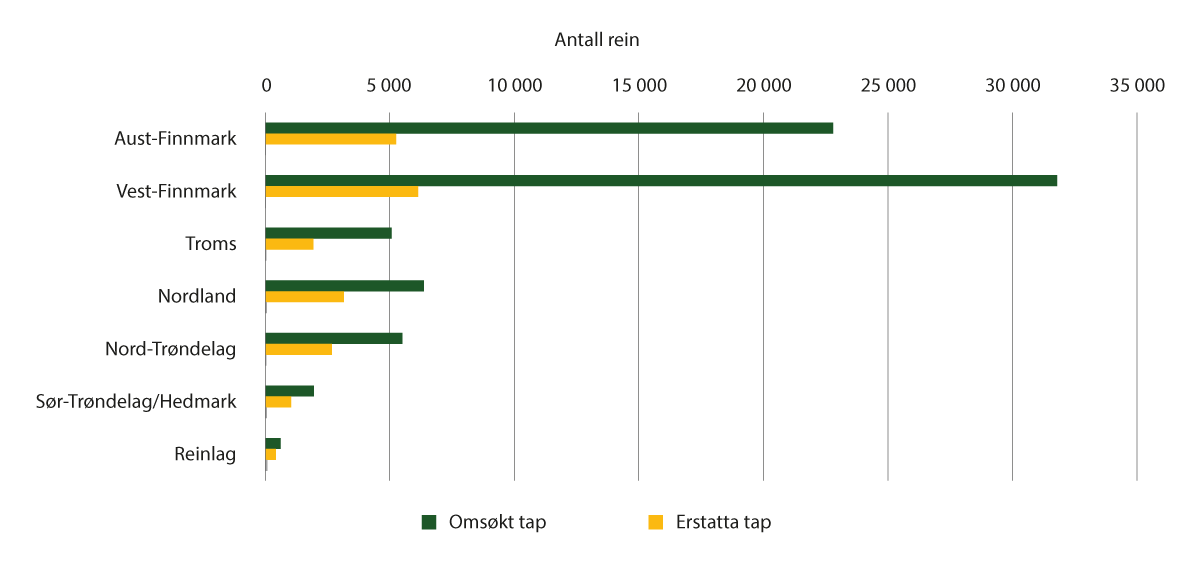 Antall rein
0 5 000 10 000 15 000 20 000 25 000 30 000 35 000
Aust-Finnmark
Vest-Finnmark
Troms
Nordland
Nord-Trøndelag
Sør-Trøndelag/Hedmark
Reinlag
Omsøkt tap Erstatta tap